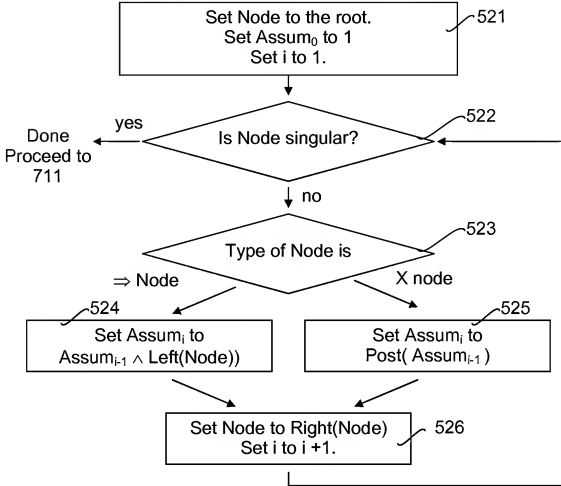 Set Node to the root.
Set Assum₀ to 1
Set i to 1.
521
Is Node singular?
522
yes
Done
Proceed to
711
no
Type of Node is
523
⇒ Node
X node
524
Set Assumᵢ to
Assumᵢ₋₁ ∧ Left(Node))
525
Set Assumᵢ to
Post( Assumᵢ₋₁ )
Set Node to Right(Node)
Set i to i +1.
526